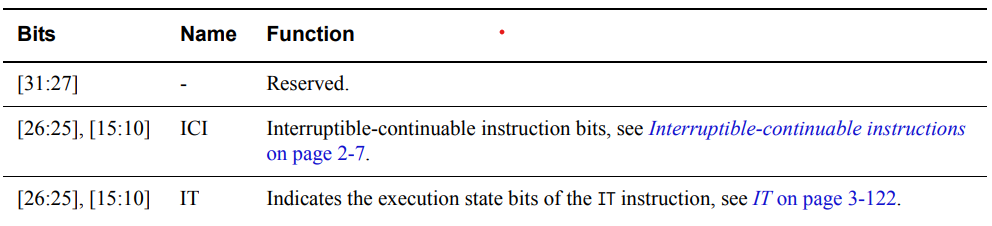 Bits Name Function
[31:27] - Reserved.
[26:25], [15:10] ICI Interruptible-continuable instruction bits, see Interruptible-continuable instructions
on page 2-7.
[26:25], [15:10] IT Indicates the execution state bits of the IT instruction, see IT on page 3-122.